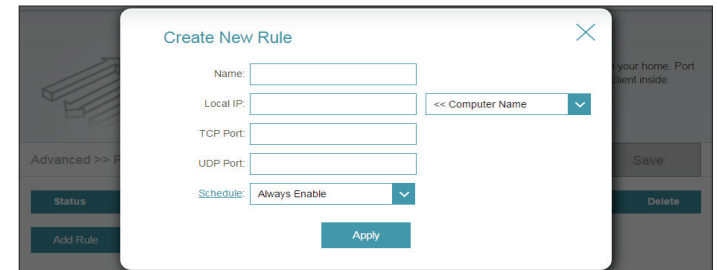 Create New Rule
your home. Port
client inside.
Name:
Local IP:
<< Computer Name
TCP Port:
UDP Port:
Advanced >> P
Save
Schedule:
Always Enable
Status
Delete
Apply
Add Rule